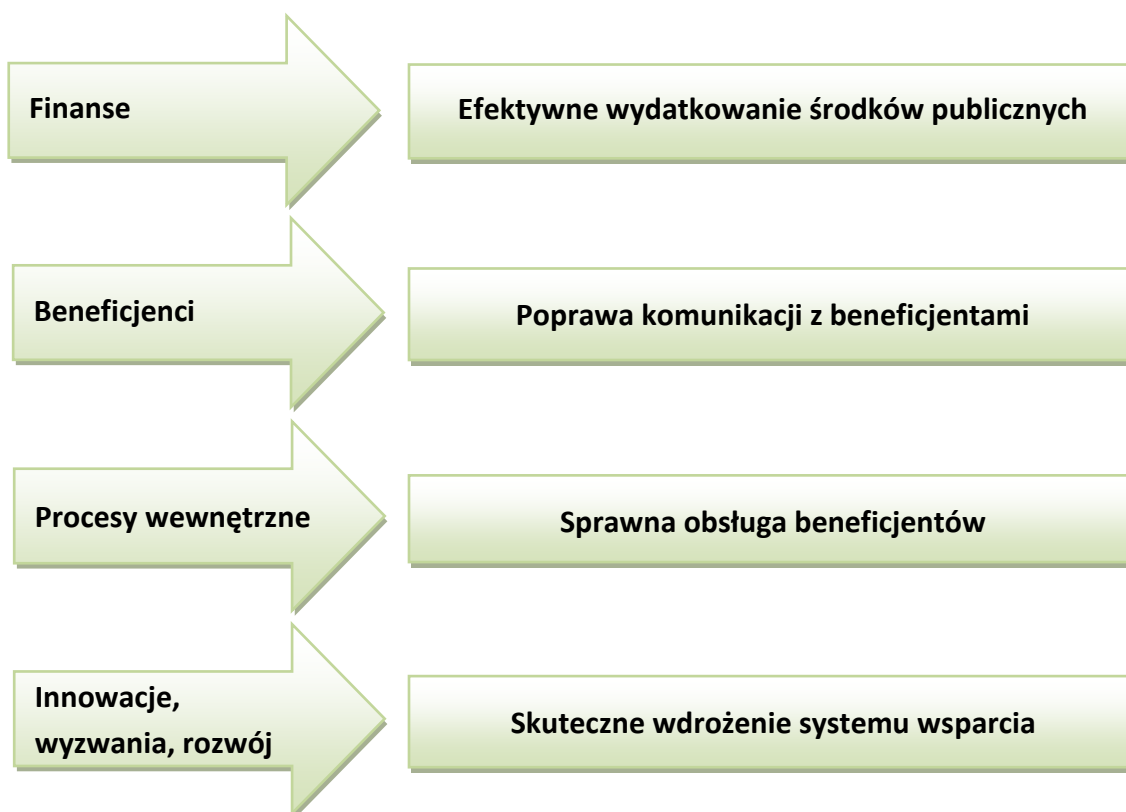 Finanse
Efektywne wydatkowanie środków publicznych
Beneficjenci
Poprawa komunikacji z beneficjentami
Procesy wewnętrzne
Sprawna obsługa beneficjentów
Innowacje,
wyzwania, rozwój
Skuteczne wdrożenie systemu wsparcia